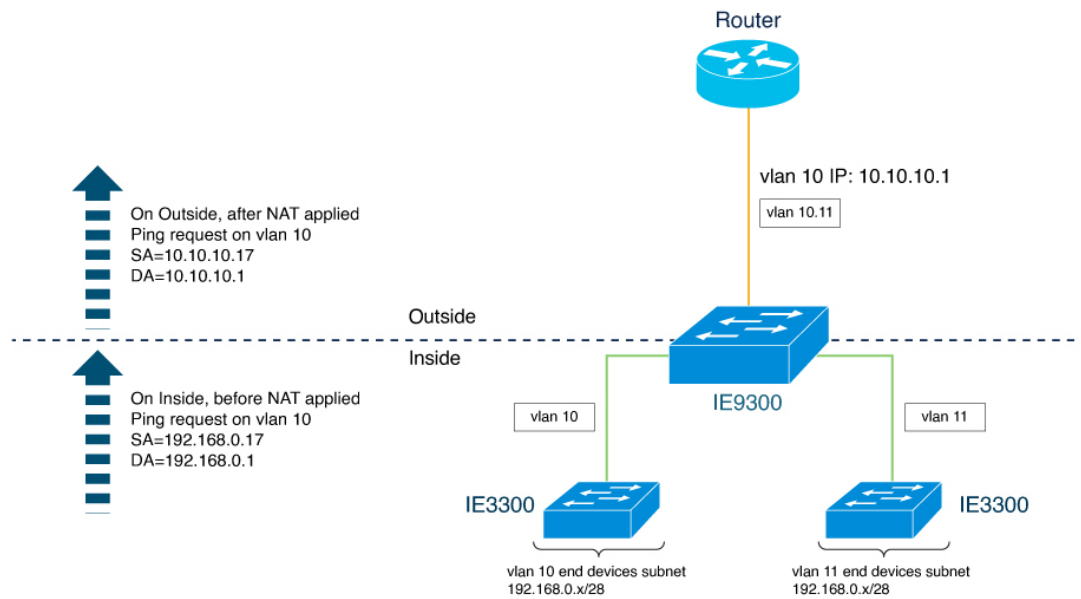 Router
vlan 10 IP: 10.10.10.1
vlan 10.11
On Outside, after NAT applied
Ping request on vlan 10
SA=10.10.10.17
DA=10.10.10.1
Outside
Inside
On Inside, before NAT applied
Ping request on vlan 10
SA=192.168.0.17
DA=192.168.0.1
IE9300
vlan 10
vlan 11
IE3300
IE3300
vlan 10 end devices subnet
192.168.0.x/28
vlan 11 end devices subnet
192.168.0.x/28